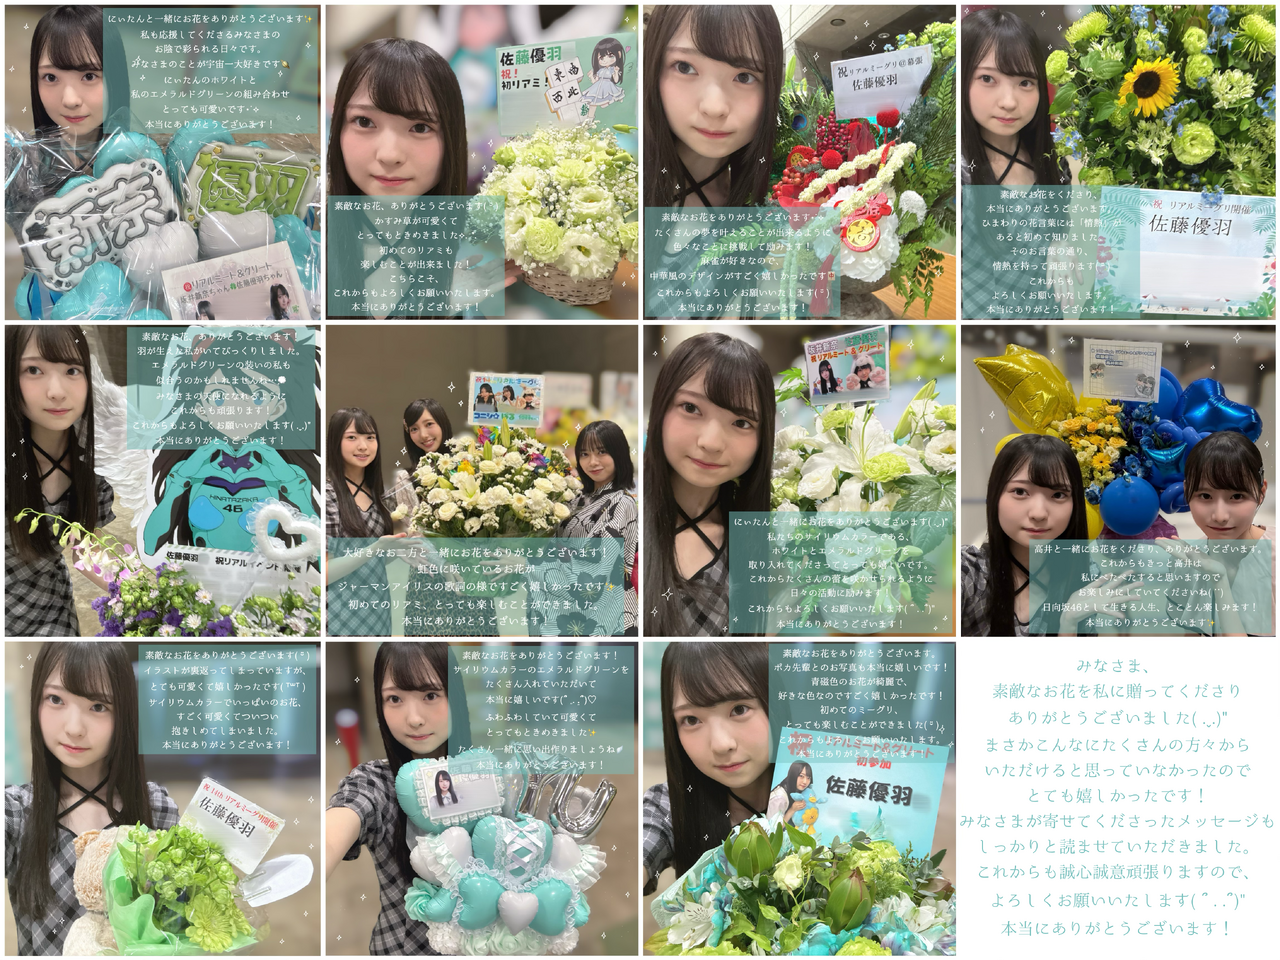 にぃたんと一緒にお花をありがとうございます✨
私も応援してくださるみなさまの
お陰で彩られる日々です。
みなさまのことが宇宙一大好きです
にぃたんのホワイトと
私のエメラルドグリーンの組み合わせ
とっても可愛いです
本当にありがとうございます！
新奈
優羽
祝 リアルミート＆グリート
坂井新奈ちゃん 佐藤優羽ちゃん
佐藤優羽
祝！
初リアミ！
東 南
西 北
素敵なお花、ありがとうございます
かすみ草が可愛くて
とってもときめきました
初めてのリアミも
楽しむことが出来ました！
こちらこそ、
これからもよろしくお願いいたします。
本当にありがとうございます！
祝 リアルミーグリ@幕張
佐藤優羽
素敵なお花をありがとうございます
たくさんの夢を叶えることが出来るように
色々なことに挑戦して励みます！
麻雀が好きなので、
中華風のデザインがすごく嬉しかったです
これからもよろしくお願いいたします
本当にありがとうございます！
祝 リアルミーグリ開催
佐藤優羽
素敵なお花をくださり、
本当にありがとうございます
ひまわりの花言葉には「情熱」が
あると初めて知りました
そのお言葉の通り、
情熱を持って頑張ります
これからも
よろしくお願いいたします。
本当にありがとうございます！
素敵なお花、ありがとうございます！
羽が生えた私がいてびっくりしました。
エメラルドグリーンの装いの私も
似合うのかもしれませんね…
みなさまの天使になれるように
これからも頑張ります！
これからもよろしくお願いいたします( ._.)"
本当にありがとうございます！
HINATAZAKA
46
佐藤優羽 祝リアルイベント開催
コニシウ
大好きなお二方と一緒にお花をありがとうございます！
虹色に咲いているお花が
ジャーマンアイリスの歌詞の様ですごく嬉しかったです✨
初めてのリアミ、とっても楽しむことができました。
本当にありがとうございます！
坂井新奈
祝リアルミート＆グリート
にぃたんと一緒にお花をありがとうございます( ._.)"
私たちのサイリウムカラーである、
ホワイトとエメラルドグリーンを
取り入れてくださってとっても嬉しいです。
これからたくさんの蕾を咲かせられるように
日々の活動に励みます！
これからもよろしくお願いいたします
本当にありがとうございます！
高井と一緒にお花をくださり、ありがとうございます。
これからもきっと高井は
私にべたべたすると思いますので
お楽しみにしていてくださいね
日向坂46として生きる人生、とことん楽しみます！
本当にありがとうございます✨
素敵なお花をありがとうございます
イラストが裏返ってしまっていますが、
とても可愛くて嬉しかったです
サイリウムカラーでいっぱいのお花、
すごく可愛くてついつい
抱きしめてしまいました。
本当にありがとうございます！
祝 14th リアルミーグリ開催
佐藤優羽
素敵なお花をありがとうございます！
サイリウムカラーのエメラルドグリーンを
たくさん入れていただいて
本当に嬉しいです
ふわふわしていて可愛くて
とってもときめきました✨
たくさん一緒に思い出作りましょうね
本当にありがとうございます！
YU
素敵なお花をありがとうございます。
ポカ先輩とのお写真も本当に嬉しいです！
青磁色のお花が綺麗で、
好きな色なのですごく嬉しかったです！
初めてのミーグリ、
とっても楽しむことができました
これからもよろしくお願いいたします。
本当にありがとうございます！
祝 リアルミート＆グリート
初参加
佐藤優羽
みなさま、
素敵なお花を私に贈ってくださり
ありがとうございました( ._.)"
まさかこんなにたくさんの方々から
いただけると思っていなかったので
とても嬉しかったです！
みなさまが寄せてくださったメッセージも
しっかりと読ませていただきました。
これからも誠心誠意頑張りますので、
よろしくお願いいたします( ᷇. .᷆)"
本当にありがとうございます！